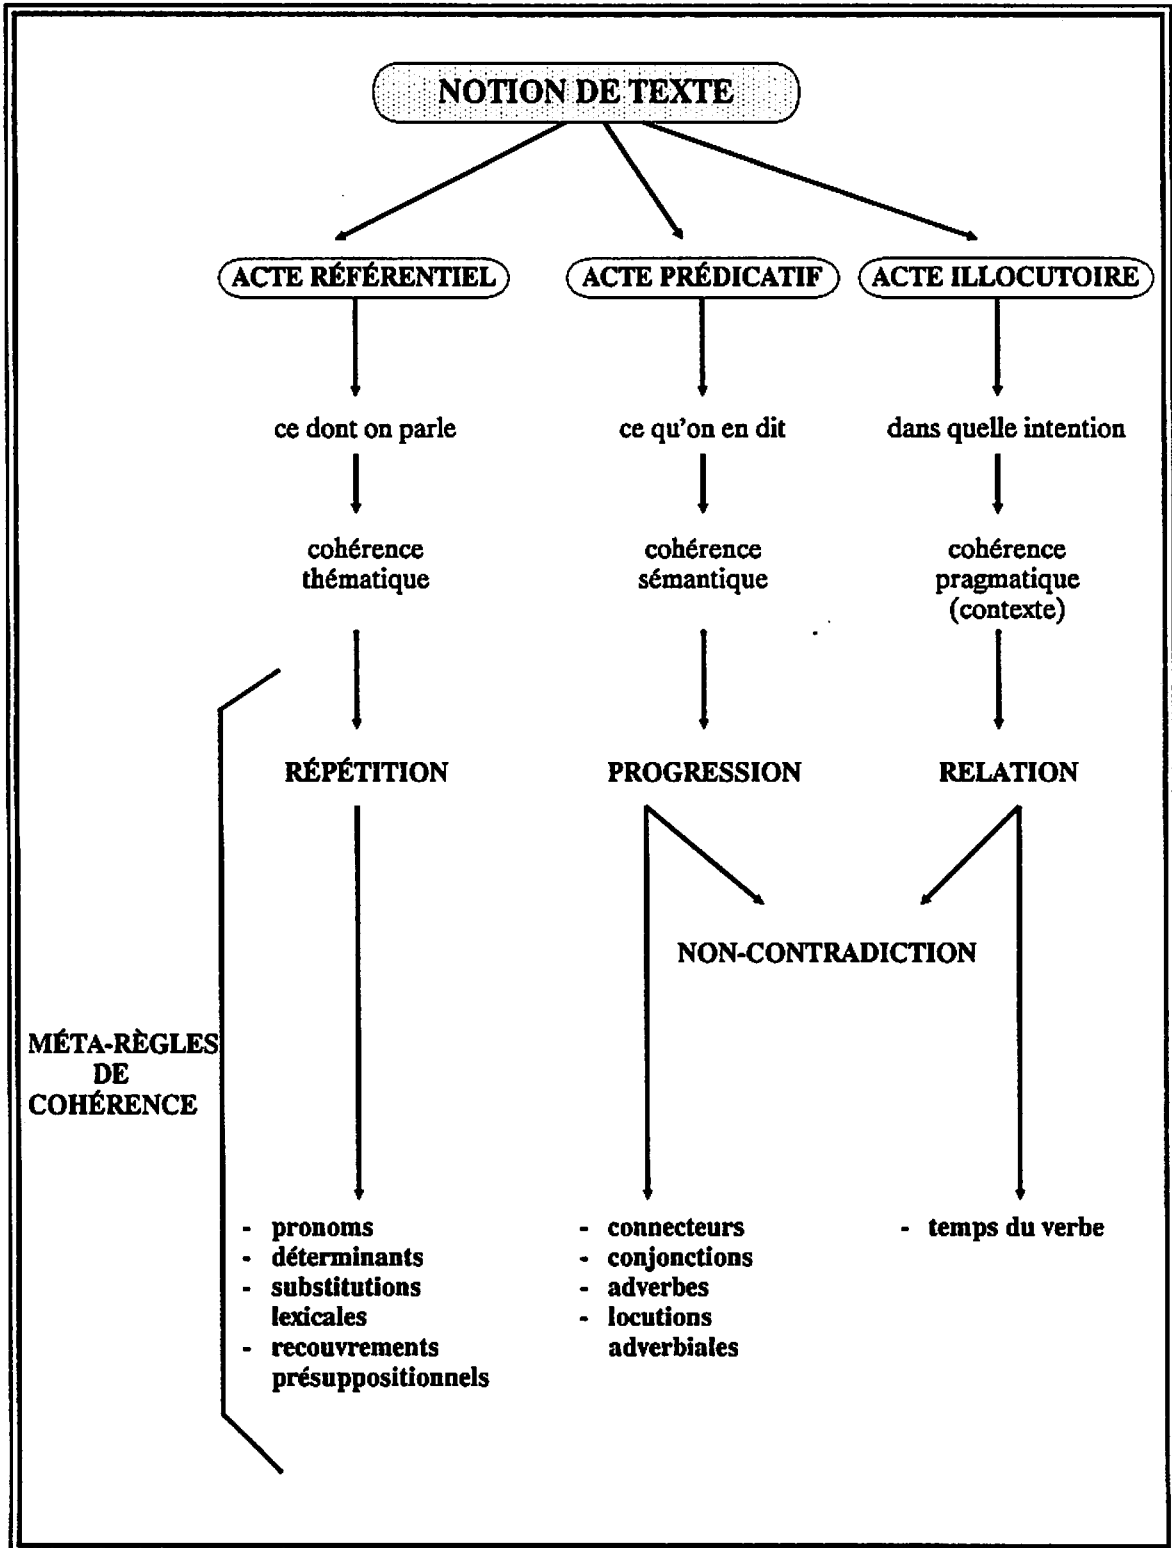 NOTION DE TEXTE
ACTE RÉFÉRENTIEL
ACTE PRÉDICATIF
ACTE ILLOCUTOIRE
ce dont on parle
ce qu'on en dit
dans quelle intention
cohérence
thématique
cohérence
sémantique
cohérence
pragmatique
(contexte)
RÉPÉTITION
PROGRESSION
RELATION
NON-CONTRADICTION
MÉTA-RÈGLES
DE
COHÉRENCE
- pronoms
- déterminants
- substitutions
lexicales
- recouvrements
présuppositionnels
- connecteurs
- conjonctions
- adverbes
- locutions
adverbiales
- temps du verbe